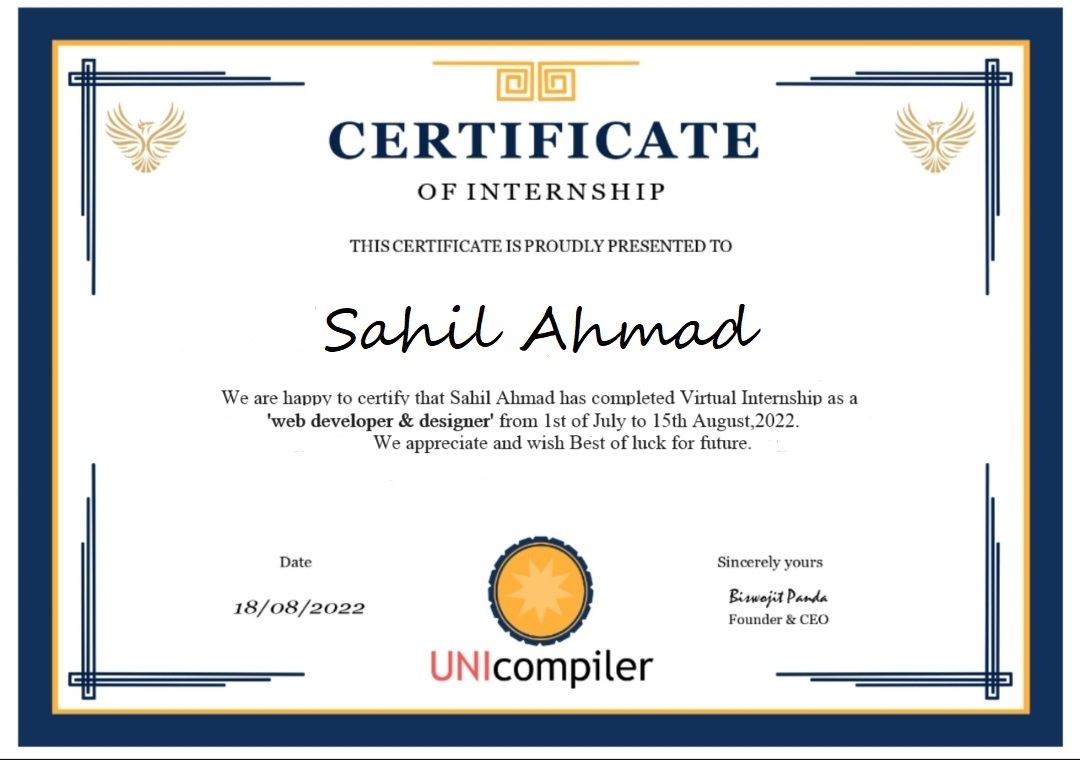 CERTIFICATE
OF INTERNSHIP
THIS CERTIFICATE IS PROUDLY PRESENTED TO
Sahil Ahmad
We are happy to certify that Sahil Ahmad has completed Virtual Internship as a
'web developer & designer' from 1st of July to 15th August,2022.
We appreciate and wish Best of luck for future.
Date
18/08/2022
Sincerely yours
Biswojit Panda
Founder & CEO
UNIcompiler